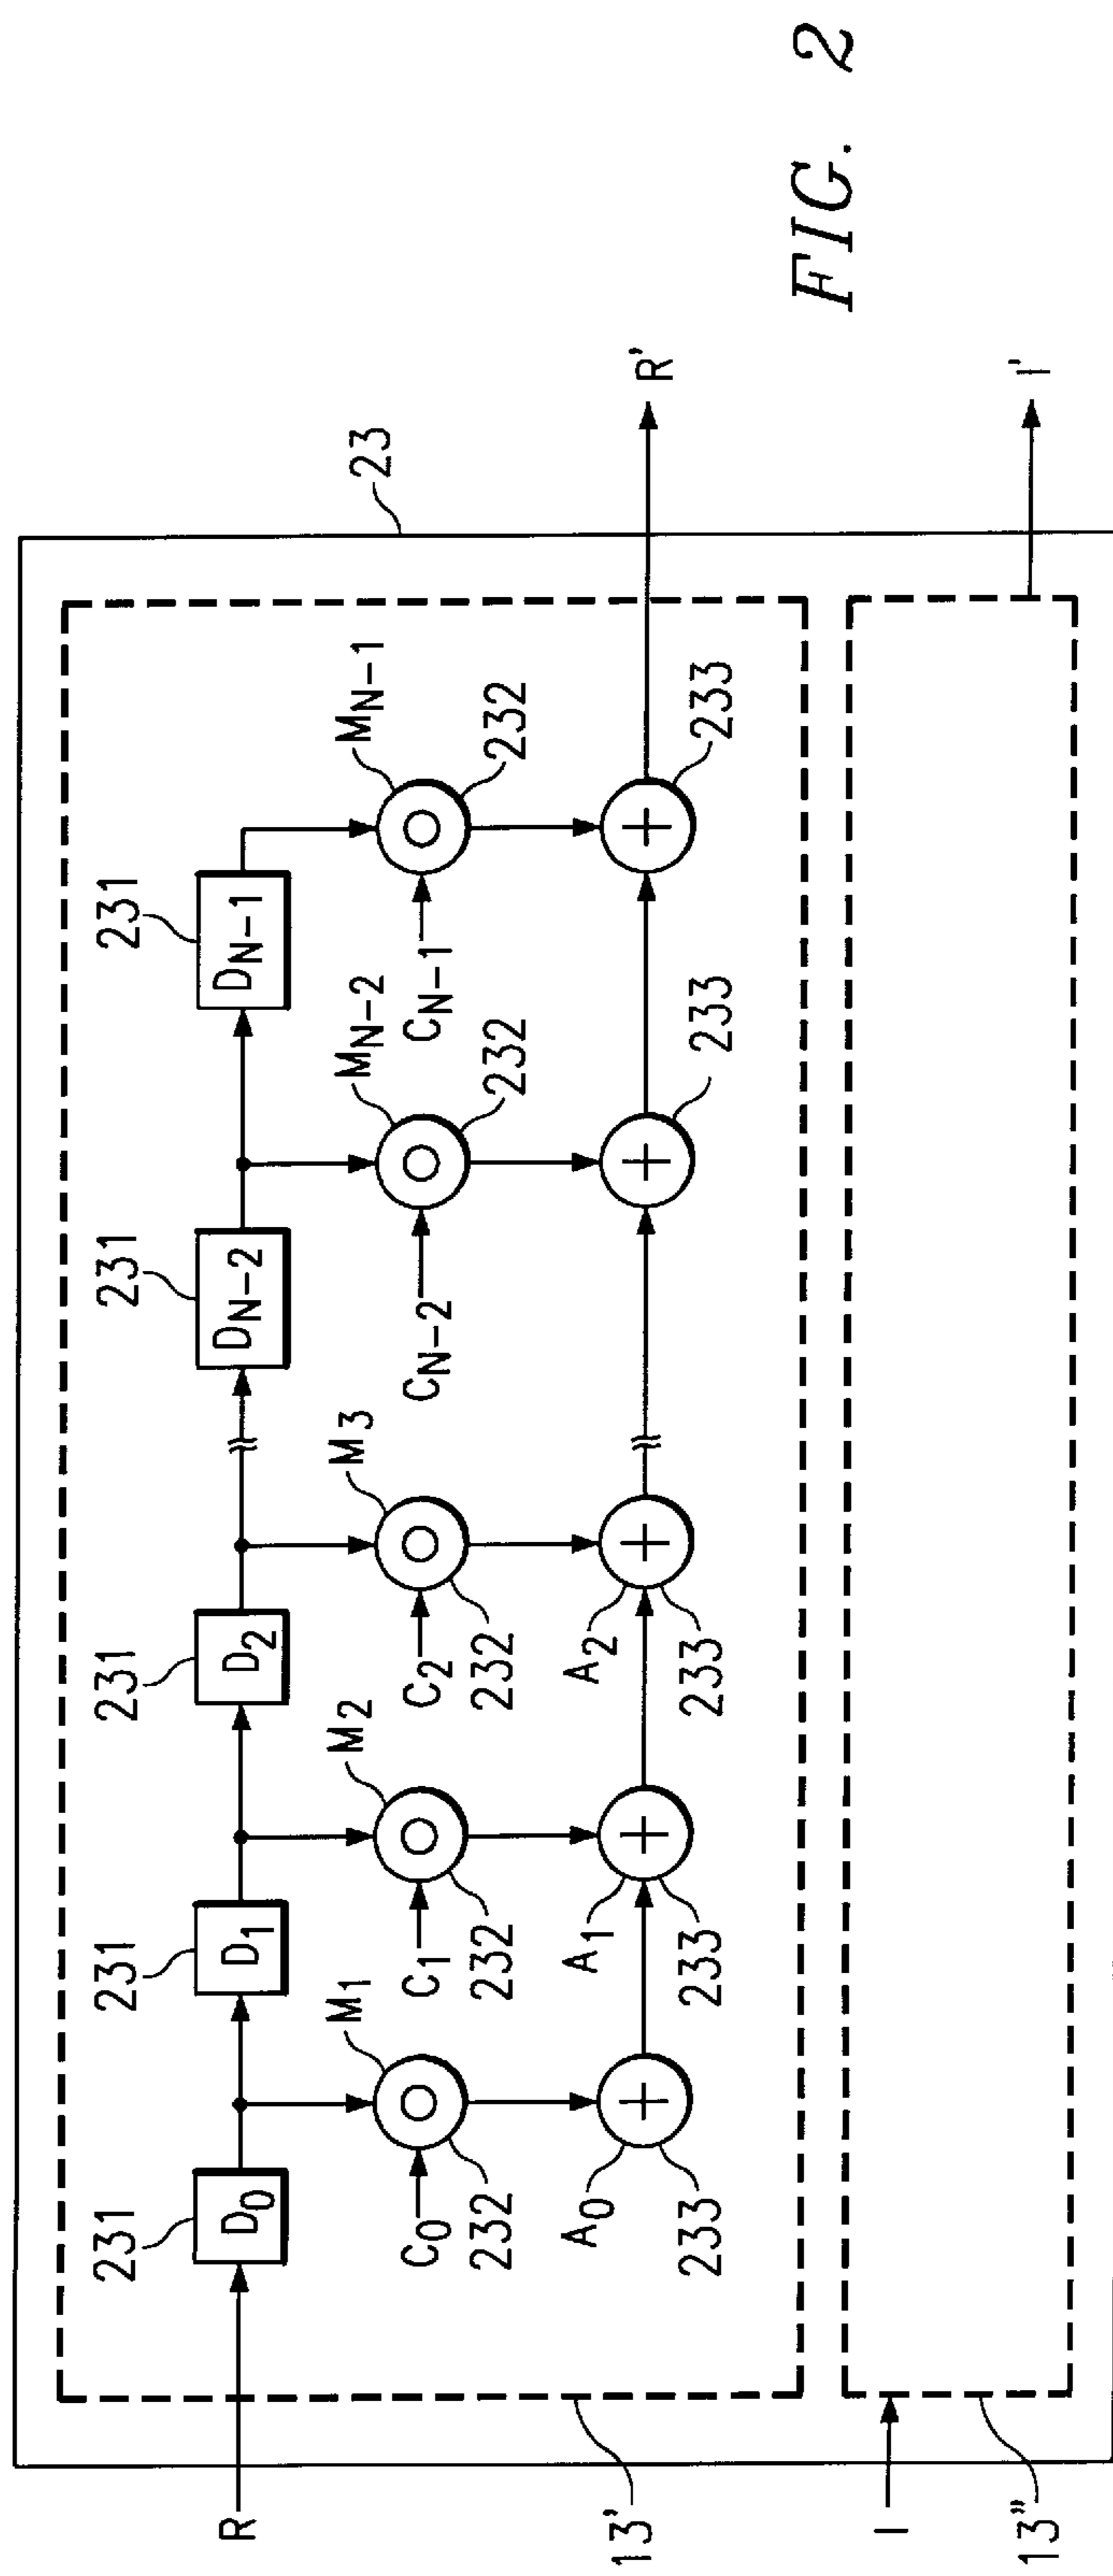 23
231 231 231 231 231
R D0 D1 D2 DN-2 DN-1
M1 M2 M3 MN-2 MN-1
C0 C1 C2 CN-2 CN-1
232 232 232 232 232
A0 A1 A2
R'
233 233 233 233 233
13'
I I'
13"
FIG. 2